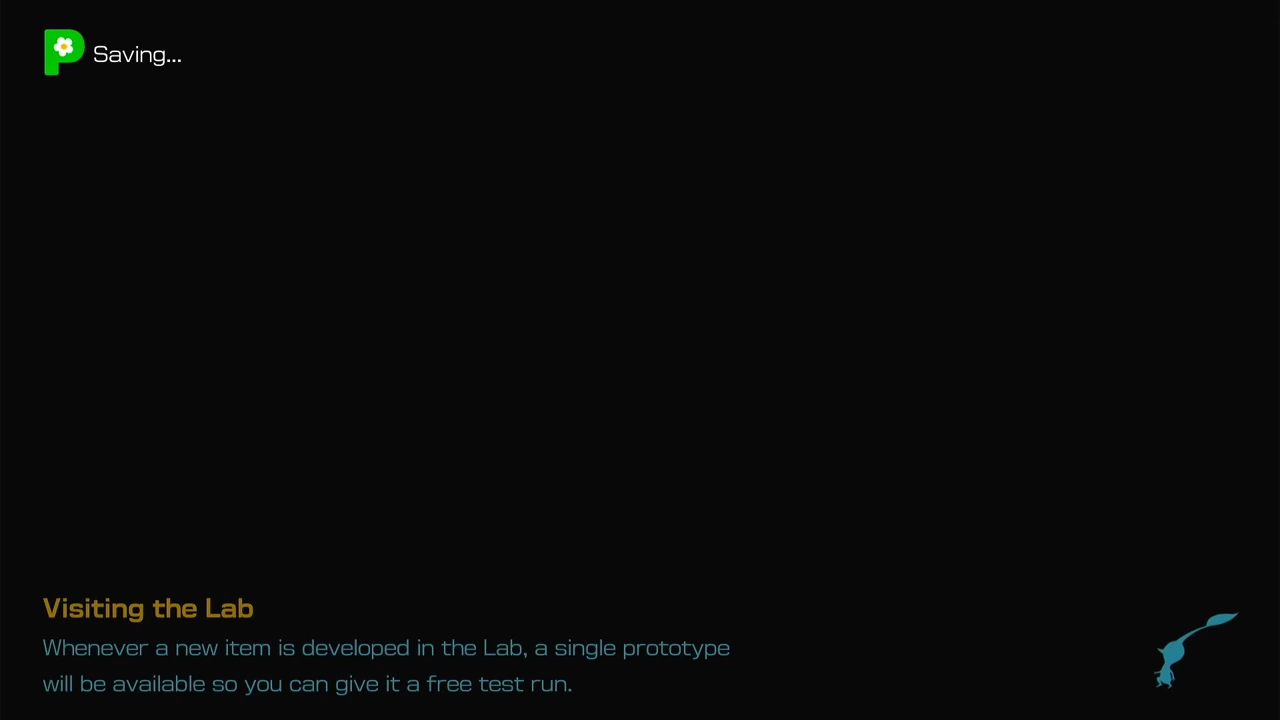 Saving...
Visiting the Lab
Whenever a new item is developed in the Lab, a single prototype
will be available so you can give it a free test run.